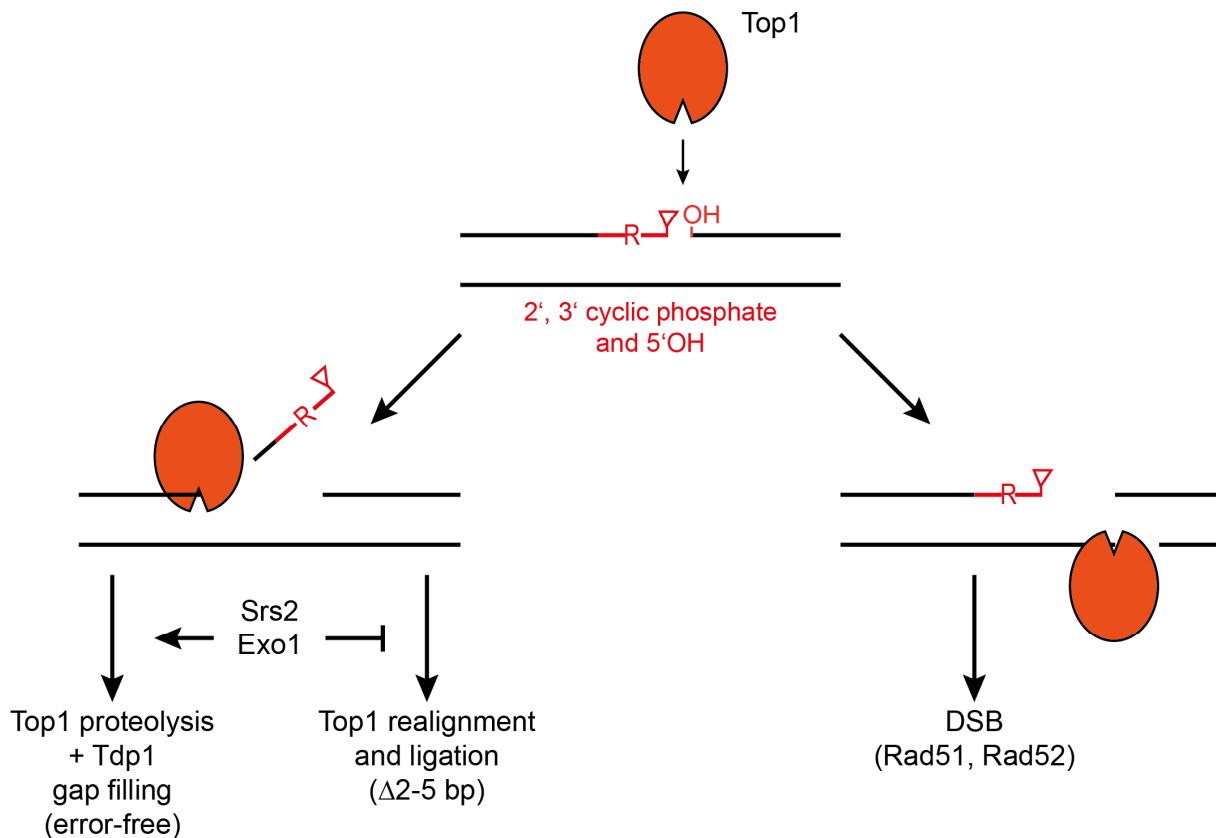 Top1
R
OH
2‘, 3‘ cyclic phosphate
and 5‘OH
R
R
Srs2
Exo1
Top1 proteolysis
+ Tdp1
gap filling
(error-free)
Top1 realignment
and ligation
(Δ2-5 bp)
DSB
(Rad51, Rad52)